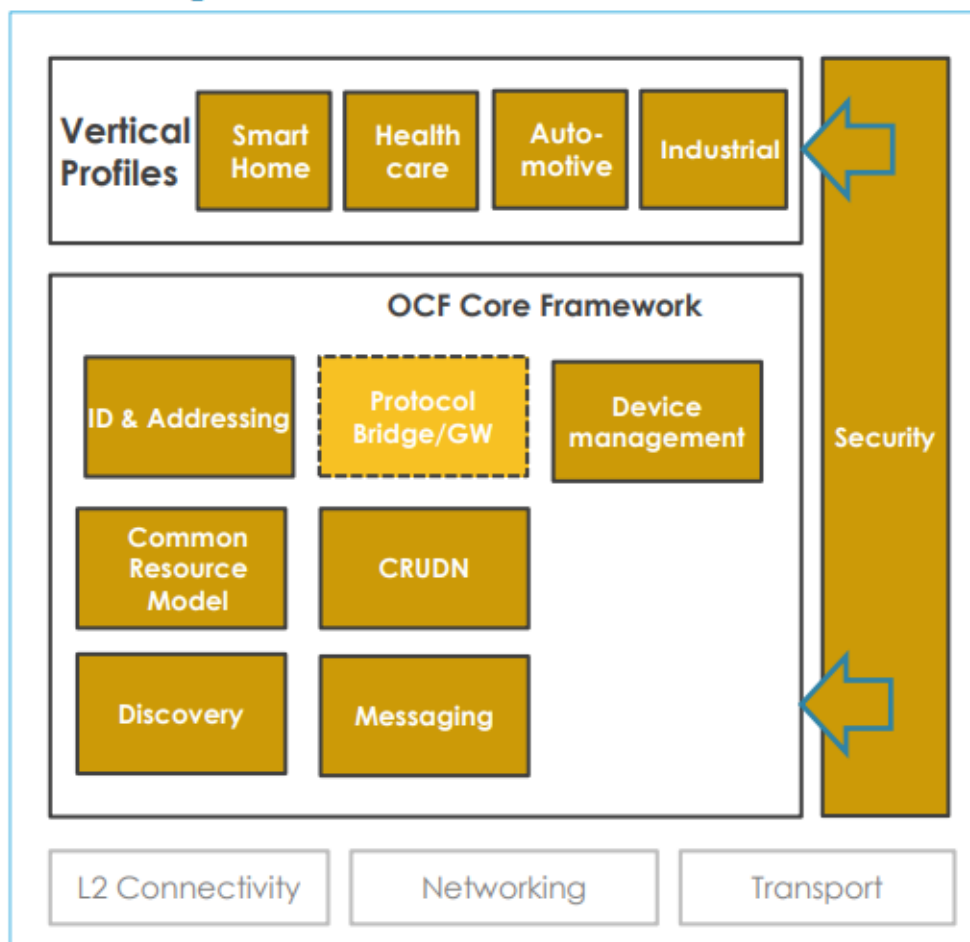 Vertical
Profiles
Smart
Home
Health
care
Auto-
motive
Industrial
OCF Core Framework
ID & Addressing
Protocol
Bridge/GW
Device
management
Security
Common
Resource
Model
CRUDN
Discovery
Messaging
L2 Connectivity
Networking
Transport